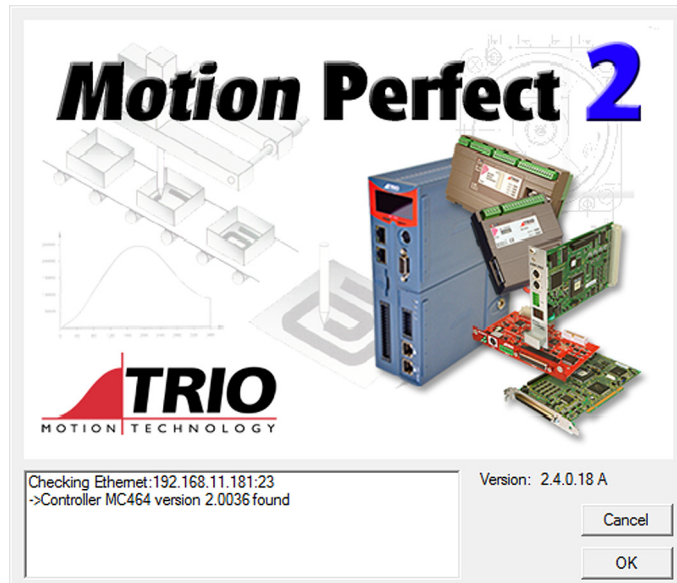 Motion Perfect 2
TRIO
MOTION TECHNOLOGY
Checking Ethernet:192.168.11.181:23
->Controller MC464 version 2.0036 found
Version: 2.4.0.18 A
Cancel
OK